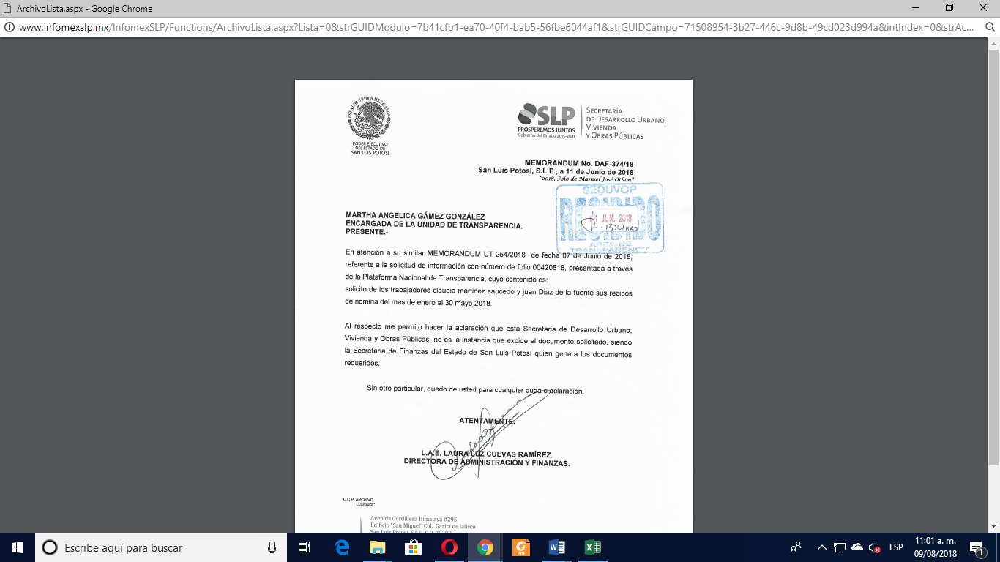 ArchivoLista.aspx - Google Chrome
www.infomexslp.mx/InfomexSLP/Functions/ArchivoLista.aspx?Lista=0&strGUIDModulo=7b41cfb1-ea70-40f4-bab5-56fbe6044af1&strGUIDCampo=71508954-3b27-446c-9d8b-49cd023d994a&intIndex=0&strAc...
ESTADOS UNIDOS MEXICANOS
PODER EJECUTIVO
DEL ESTADO DE
SAN LUIS POTOSI
SLP
PROSPEREMOS JUNTOS
Gobierno del Estado 2015-2021
SECRETARÍA
DE DESARROLLO URBANO,
VIVIENDA
Y OBRAS PÚBLICAS
MEMORANDUM No. DAF-374/18
San Luis Potosí, S.L.P., a 11 de Junio de 2018
"2018, Año de Manuel José Othón"
SEDUVOP
RECIBIDO
11 JUN. 2018
13:01 HRS
AREA DE
TRANSPARENCIA
MARTHA ANGELICA GÁMEZ GONZÁLEZ
ENCARGADA DE LA UNIDAD DE TRANSPARENCIA.
PRESENTE.-
En atención a su similar MEMORANDUM UT-254/2018 de fecha 07 de Junio de 2018,
referente a la solicitud de información con número de folio 00420818, presentada a través
de la Plataforma Nacional de Transparencia, cuyo contenido es:
solicito de los trabajadores claudia martinez saucedo y juan Diaz de la fuente sus recibos
de nomina del mes de enero al 30 mayo 2018.
Al respecto me permito hacer la aclaración que está Secretaria de Desarrollo Urbano,
Vivienda y Obras Públicas, no es la instancia que expide el documento solicitado, siendo
la Secretaria de Finanzas del Estado de San Luis Potosí quien genera los documentos
requeridos.
Sin otro particular, quedo de usted para cualquier duda o aclaración.
ATENTAMENTE.
L.A.E. LAURA LUZ CUEVAS RAMÍREZ.
DIRECTORA DE ADMINISTRACIÓN Y FINANZAS.
C.C.P. ARCHIVO.
LLCR/uca*
Avenida Cordillera Himalaya #295
Edificio "San Miguel" Col. Garita de Jalisco
San Luis Potosí, S.L.P. C.P. 78290
Escribe aquí para buscar
ESP
11:01 a. m.
09/08/2018
1